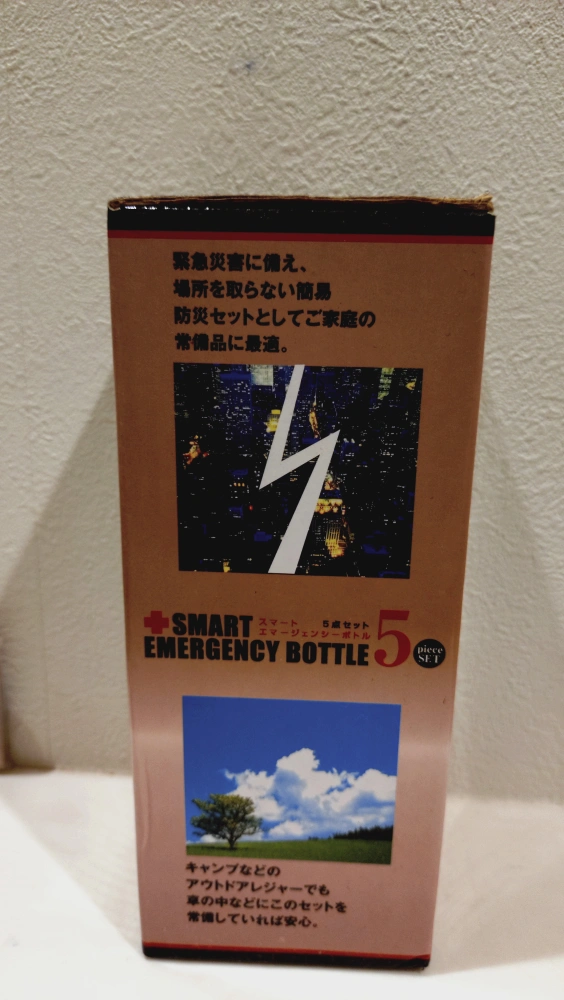 緊急災害に備え、
場所を取らない簡易
防災セットとしてご家庭の
常備品に最適。
SMART
スマート 5点セット
エマージェンシーボトル
EMERGENCY BOTTLE
5
piece
SET
キャンプなどの
アウトドアレジャーでも
車の中などにこのセットを
常備していれば安心。